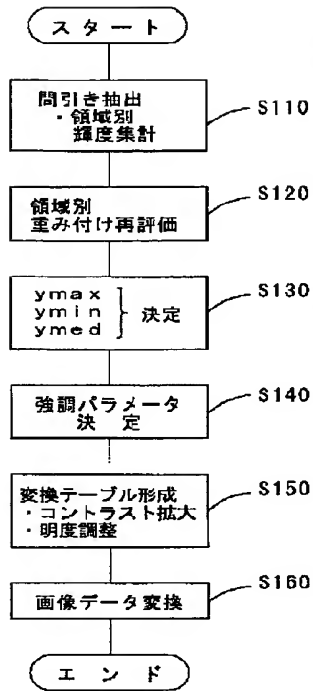 スタート
間引き抽出
・領域別
輝度集計
S110
領域別
重み付け再評価
S120
ymax
ymin
ymed
決定
S130
強調パラメータ
決定
S140
変換テーブル形成
・コントラスト拡大
・明度調整
S150
画像データ変換
S160
エンド